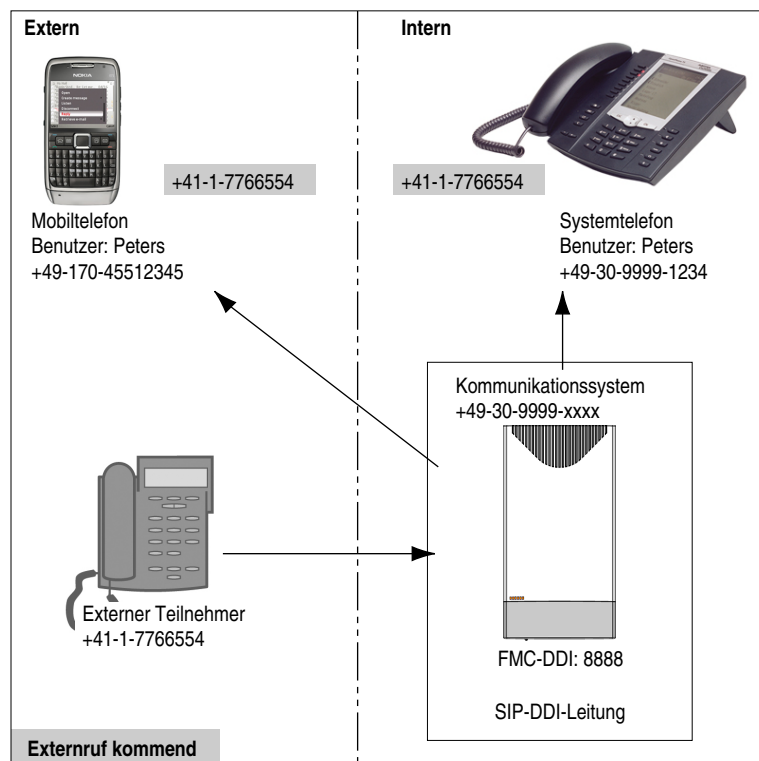 Extern
Intern
NOKIA
+41-1-7766554
+41-1-7766554
Mobiltelefon
Benutzer: Peters
+49-170-45512345
Systemtelefon
Benutzer: Peters
+49-30-9999-1234
Kommunikationssystem
+49-30-9999-xxxx
Externer Teilnehmer
+41-1-7766554
FMC-DDI: 8888
SIP-DDI-Leitung
Externruf kommend